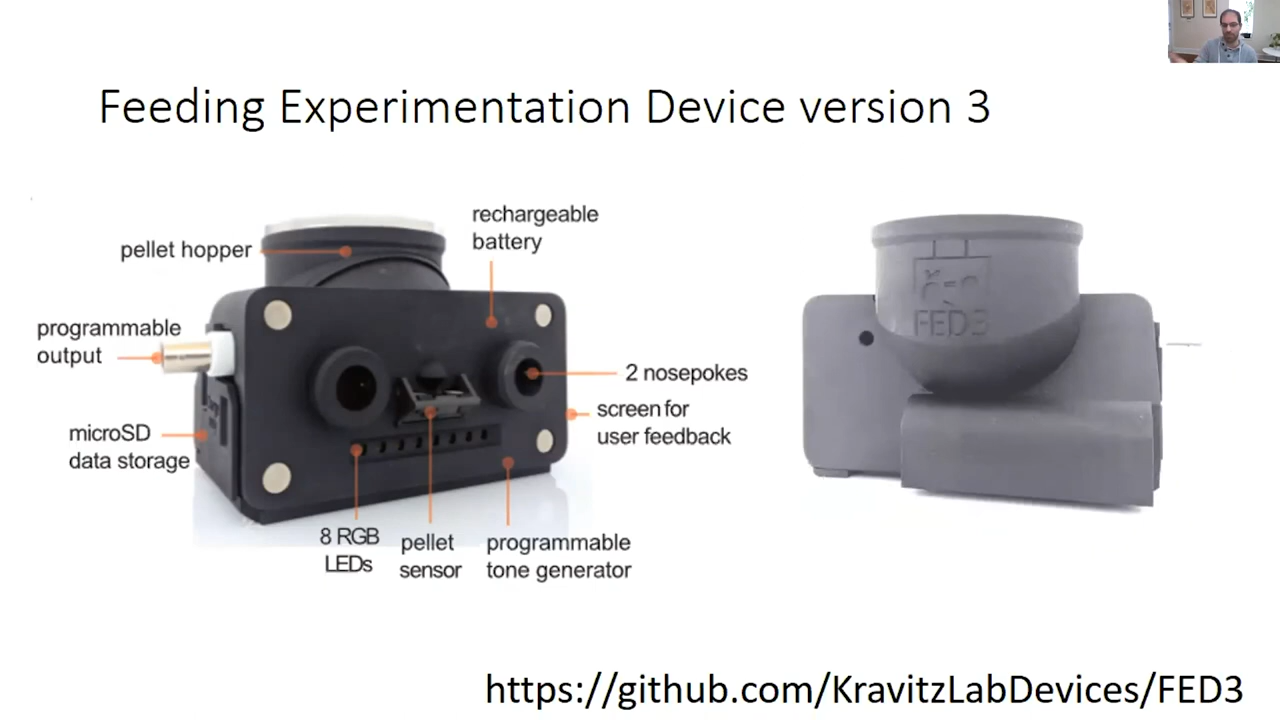 Feeding Experimentation Device version 3
rechargeable
battery
pellet hopper
programmable
output
2 nosepokes
screen for
user feedback
microSD
data storage
8 RGB
LEDs
pellet
sensor
programmable
tone generator
FED3
https://github.com/KravitzLabDevices/FED3